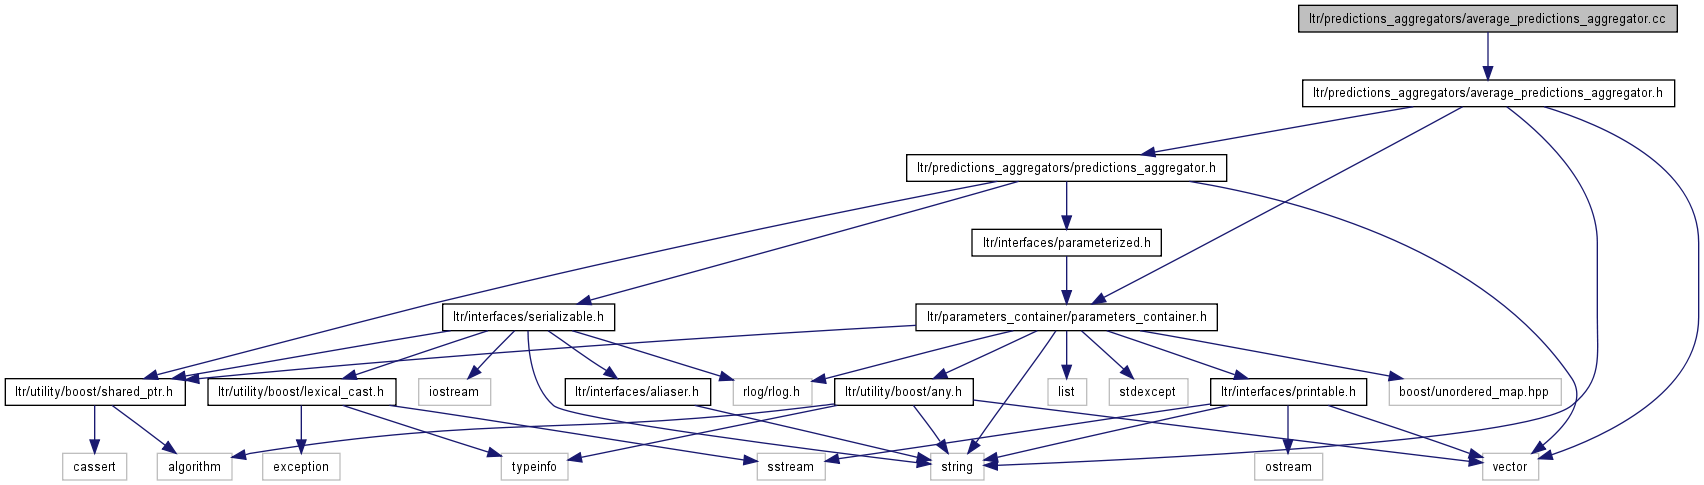 ltr/predictions_aggregators/average_predictions_aggregator.cc
ltr/predictions_aggregators/average_predictions_aggregator.h
ltr/predictions_aggregators/predictions_aggregator.h
ltr/interfaces/parameterized.h
ltr/interfaces/serializable.h
ltr/parameters_container/parameters_container.h
ltr/utility/boost/shared_ptr.h
ltr/utility/boost/lexical_cast.h
iostream
ltr/interfaces/aliaser.h
rlog/rlog.h
ltr/utility/boost/any.h
list
stdexcept
ltr/interfaces/printable.h
boost/unordered_map.hpp
cassert
algorithm
exception
typeinfo
sstream
string
ostream
vector